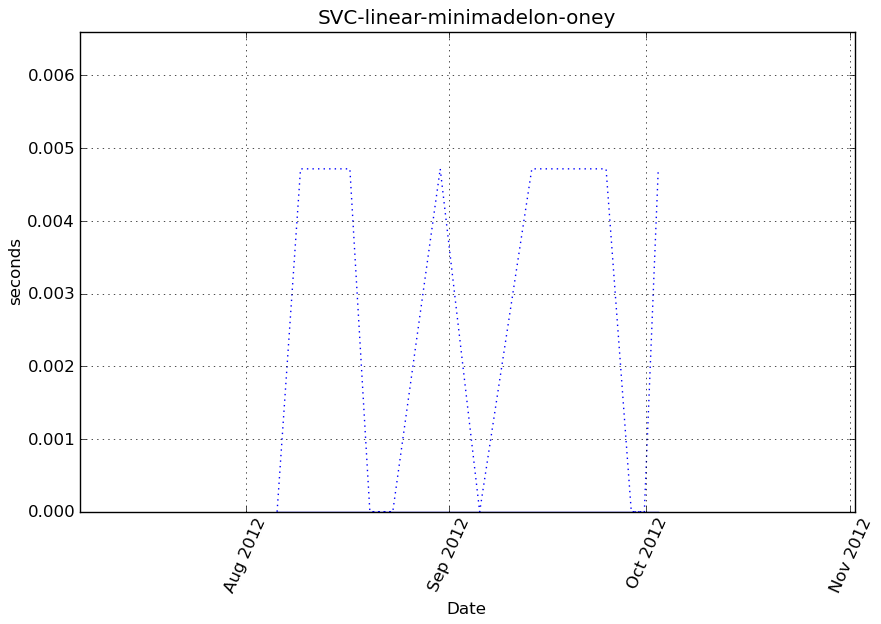 SVC-linear-minimadelon-oney
0.006
0.005
0.004
0.003
0.002
0.001
0.000
seconds
Aug 2012
Sep 2012
Oct 2012
Nov 2012
Date